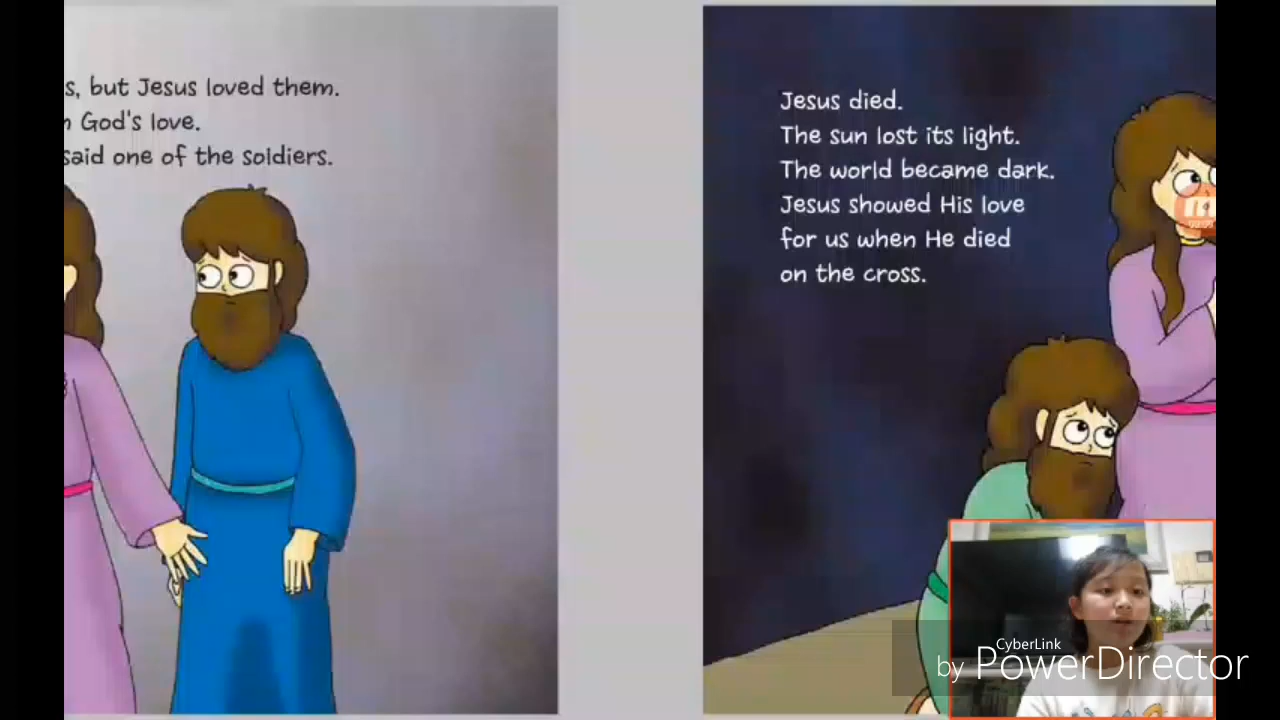 s, but Jesus loved them.
God's love.
said one of the soldiers.
Jesus died.
The sun lost its light.
The world became dark.
Jesus showed His love
for us when He died
on the cross.
CyberLink
by PowerDirector